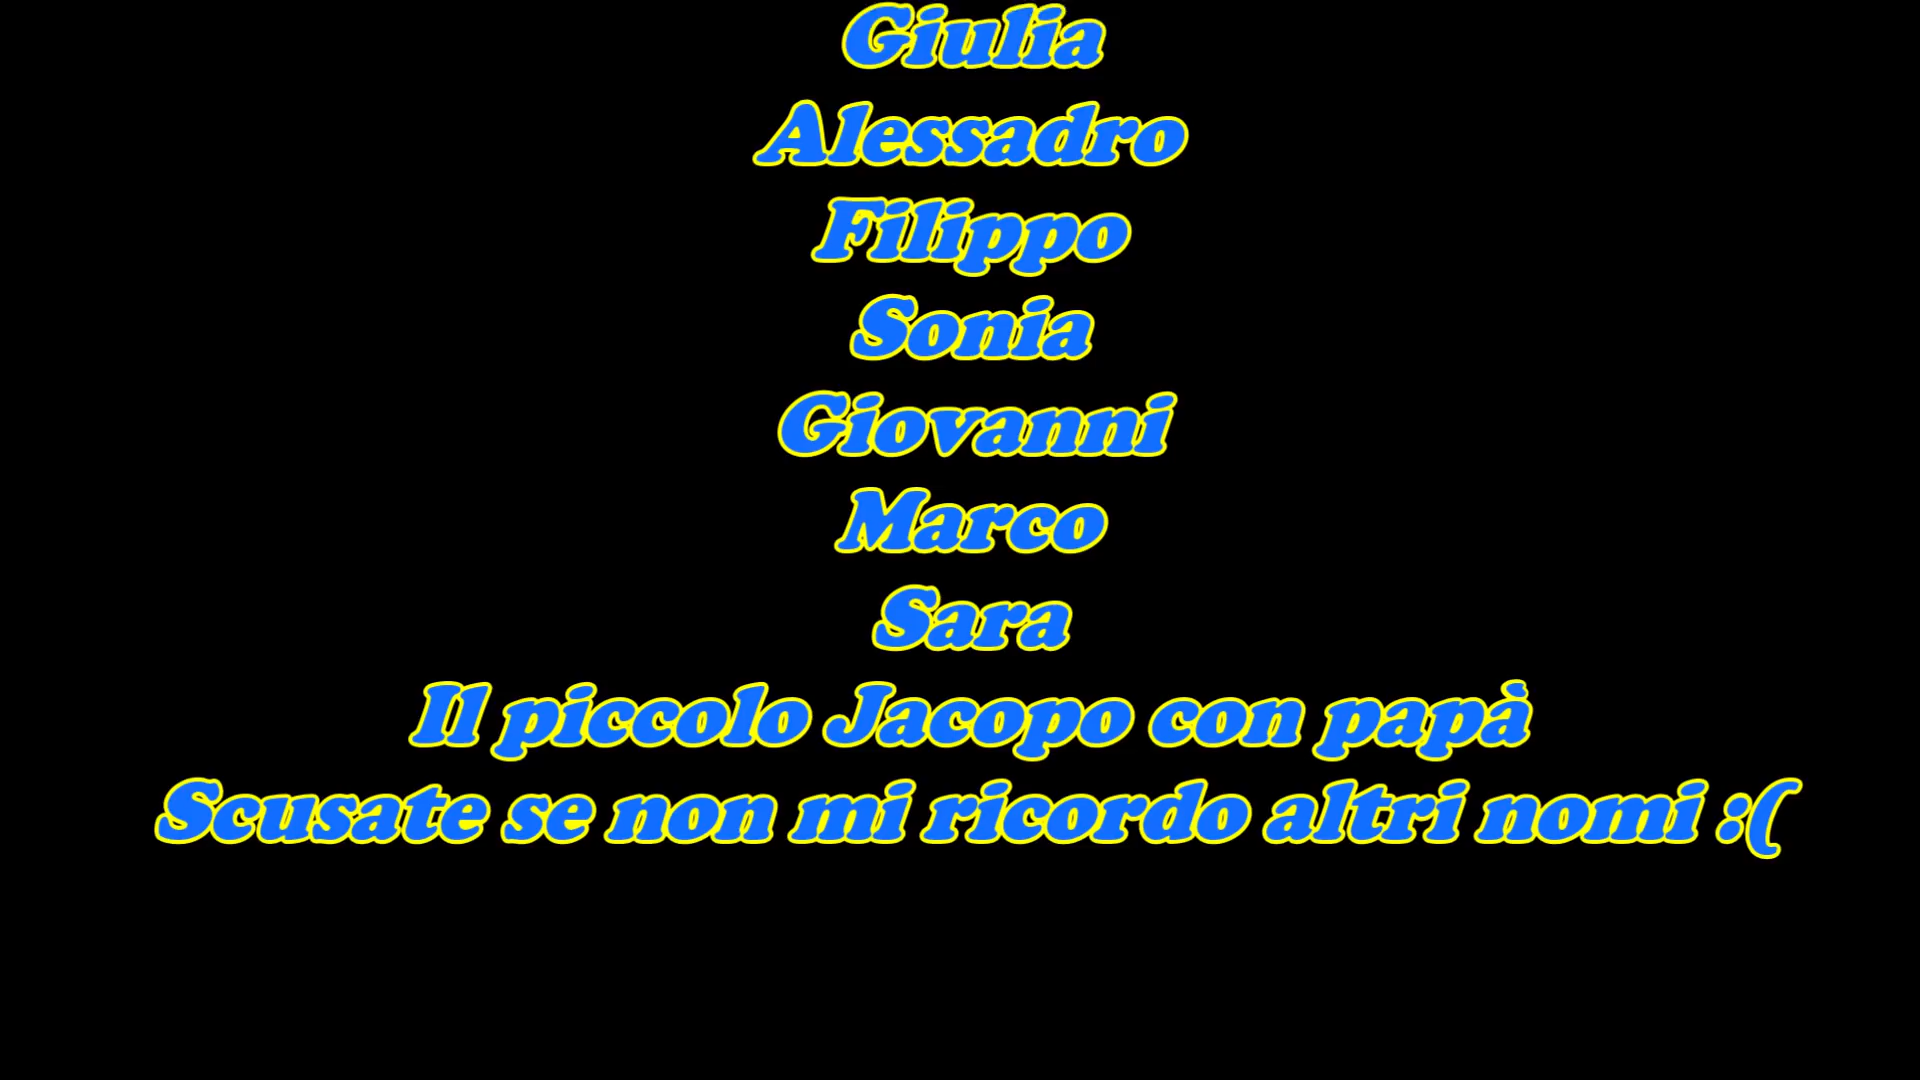 Giulia
Alessadro
Filippo
Sonia
Giovanni
Marco
Sara
Il piccolo Jacopo con papà
Scusate se non mi ricordo altri nomi :(